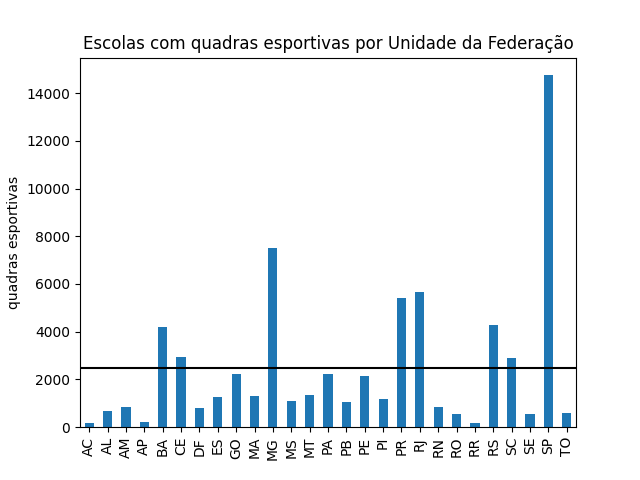 Escolas com quadras esportivas por Unidade da Federação
quadras esportivas
14000
12000
10000
8000
6000
4000
2000
0
AC AL AM AP BA CE DF ES GO MA MG MS MT PA PB PE PI PR RJ RN RO RR RS SC SE SP TO